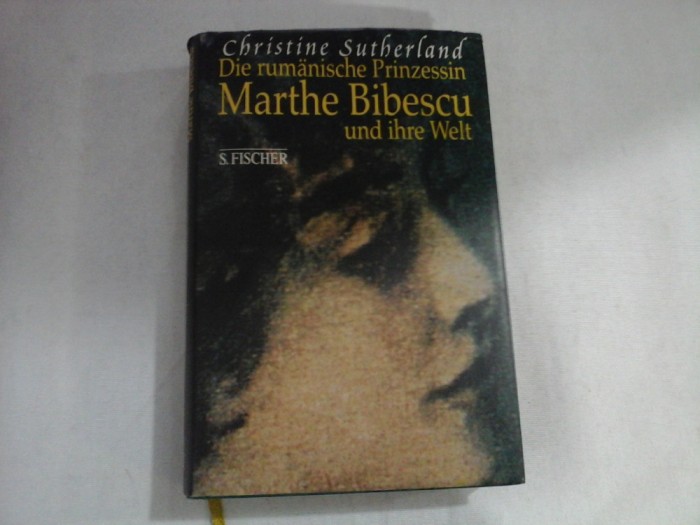 Christine Sutherland
Die rumänische Prinzessin
Marthe Bibescu
und ihre Welt
S. FISCHER